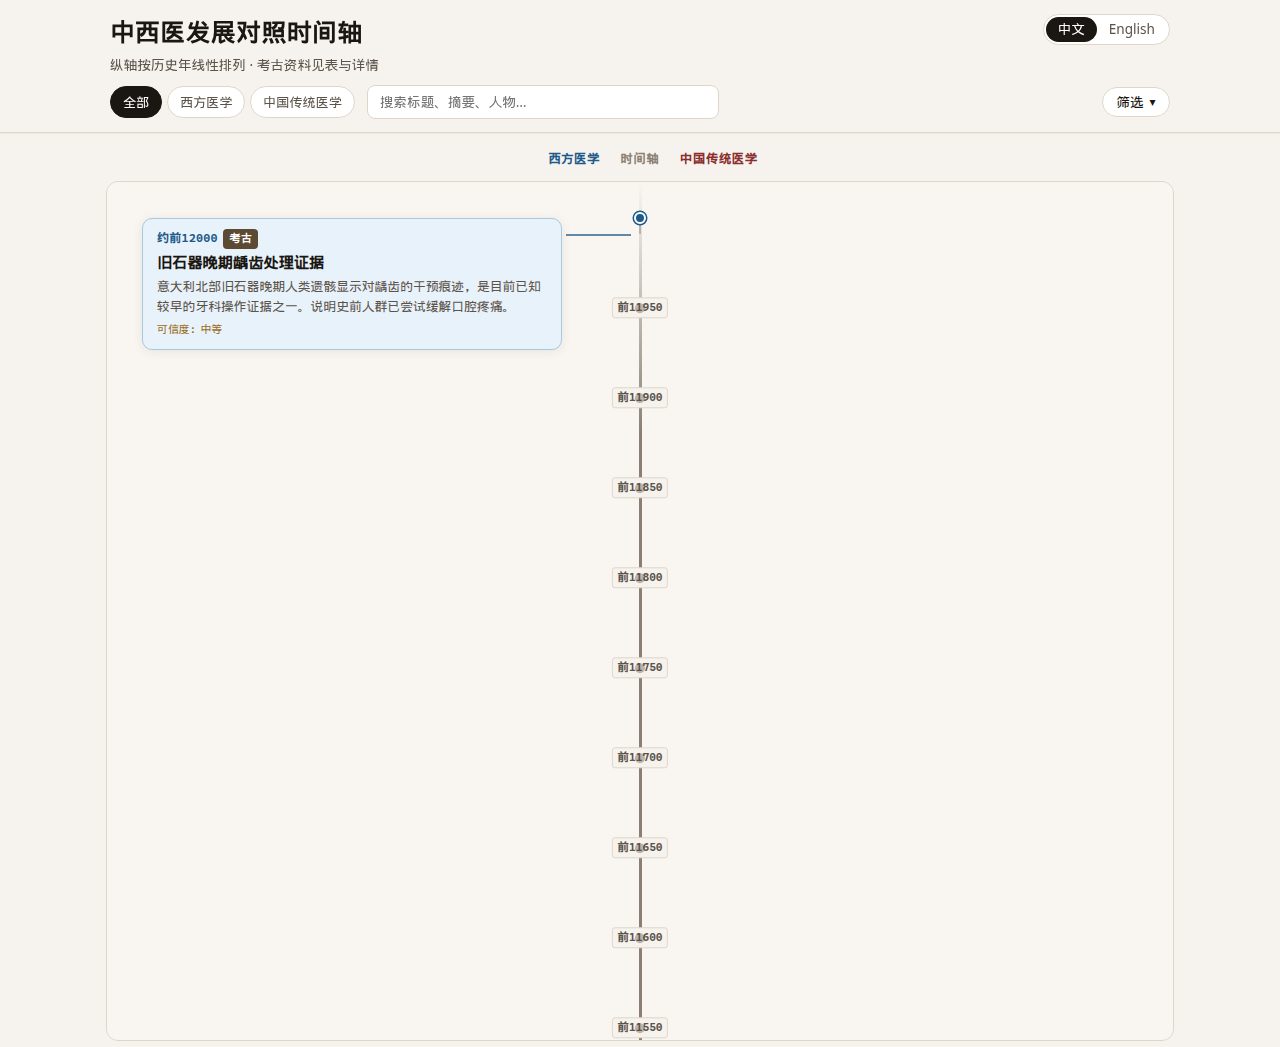 中西医发展对照时间轴
中文 English
纵轴按历史年线性排列 · 考古资料见表与详情
全部 西方医学 中国传统医学 搜索标题、摘要、人物... 筛选 ▾
西方医学 时间轴 中国传统医学
约前12000 考古
旧石器晚期龋齿处理证据
意大利北部旧石器晚期人类遗骸显示对龋齿的干预痕迹，是目前已知
较早的牙科操作证据之一。说明史前人群已尝试缓解口腔疼痛。
可信度: 中等
前11950
前11900
前11850
前11800
前11750
前11700
前11650
前11600
前11550